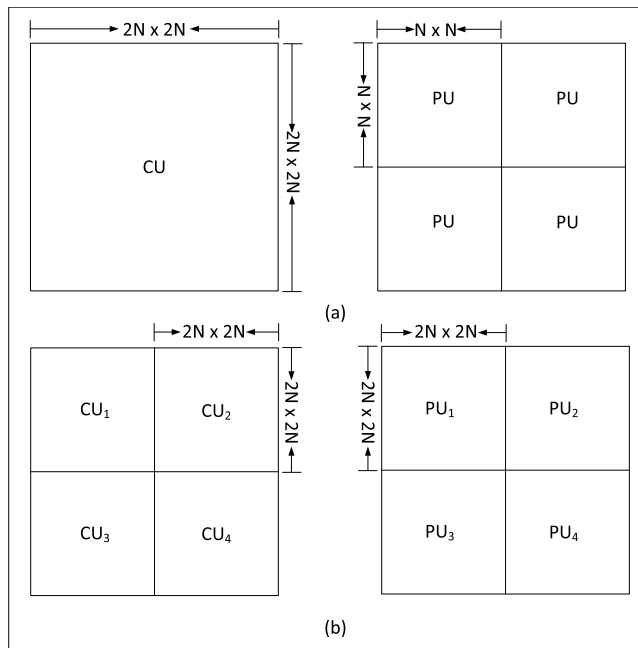 2N x 2N
N x N
CU
2N x 2N
N x N
PU
PU
PU
PU
(a)
2N x 2N
2N x 2N
CU₁
CU₂
2N x 2N
2N x 2N
PU₁
PU₂
CU₃
CU₄
PU₃
PU₄
(b)